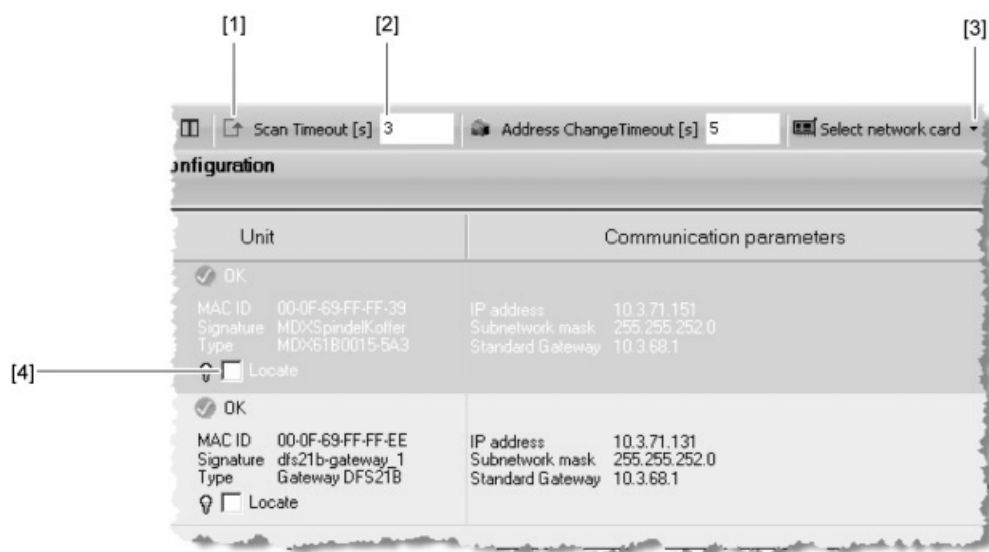 [1] [2] [3]
Scan Timeout [s] 3 Address ChangeTimeout [s] 5 Select network card
onfiguration
Unit Communication parameters
OK
MAC ID 00-0F-69-FF-FF-39 IP address 10.3.71.151
Signature MDXSpindelKoffer Subnetwork mask 255.255.252.0
Type MDX61B0015-5A3 Standard Gateway 10.3.68.1
[4] Locate
OK
MAC ID 00-0F-69-FF-FF-EE IP address 10.3.71.131
Signature dfs21b-gateway_1 Subnetwork mask 255.255.252.0
Type Gateway DFS21B Standard Gateway 10.3.68.1
Locate